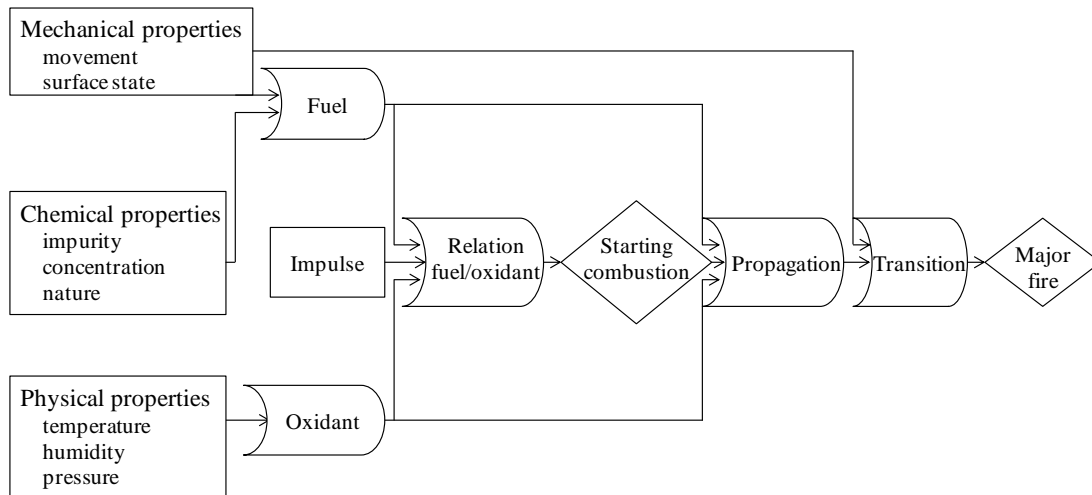 Mechanical properties
movement
surface state
Fuel
Chemical properties
impurity
concentration
nature
Impulse
Relation
fuel/oxidant
Starting
combustion
Propagation
Transition
Major
fire
Physical properties
temperature
humidity
pressure
Oxidant